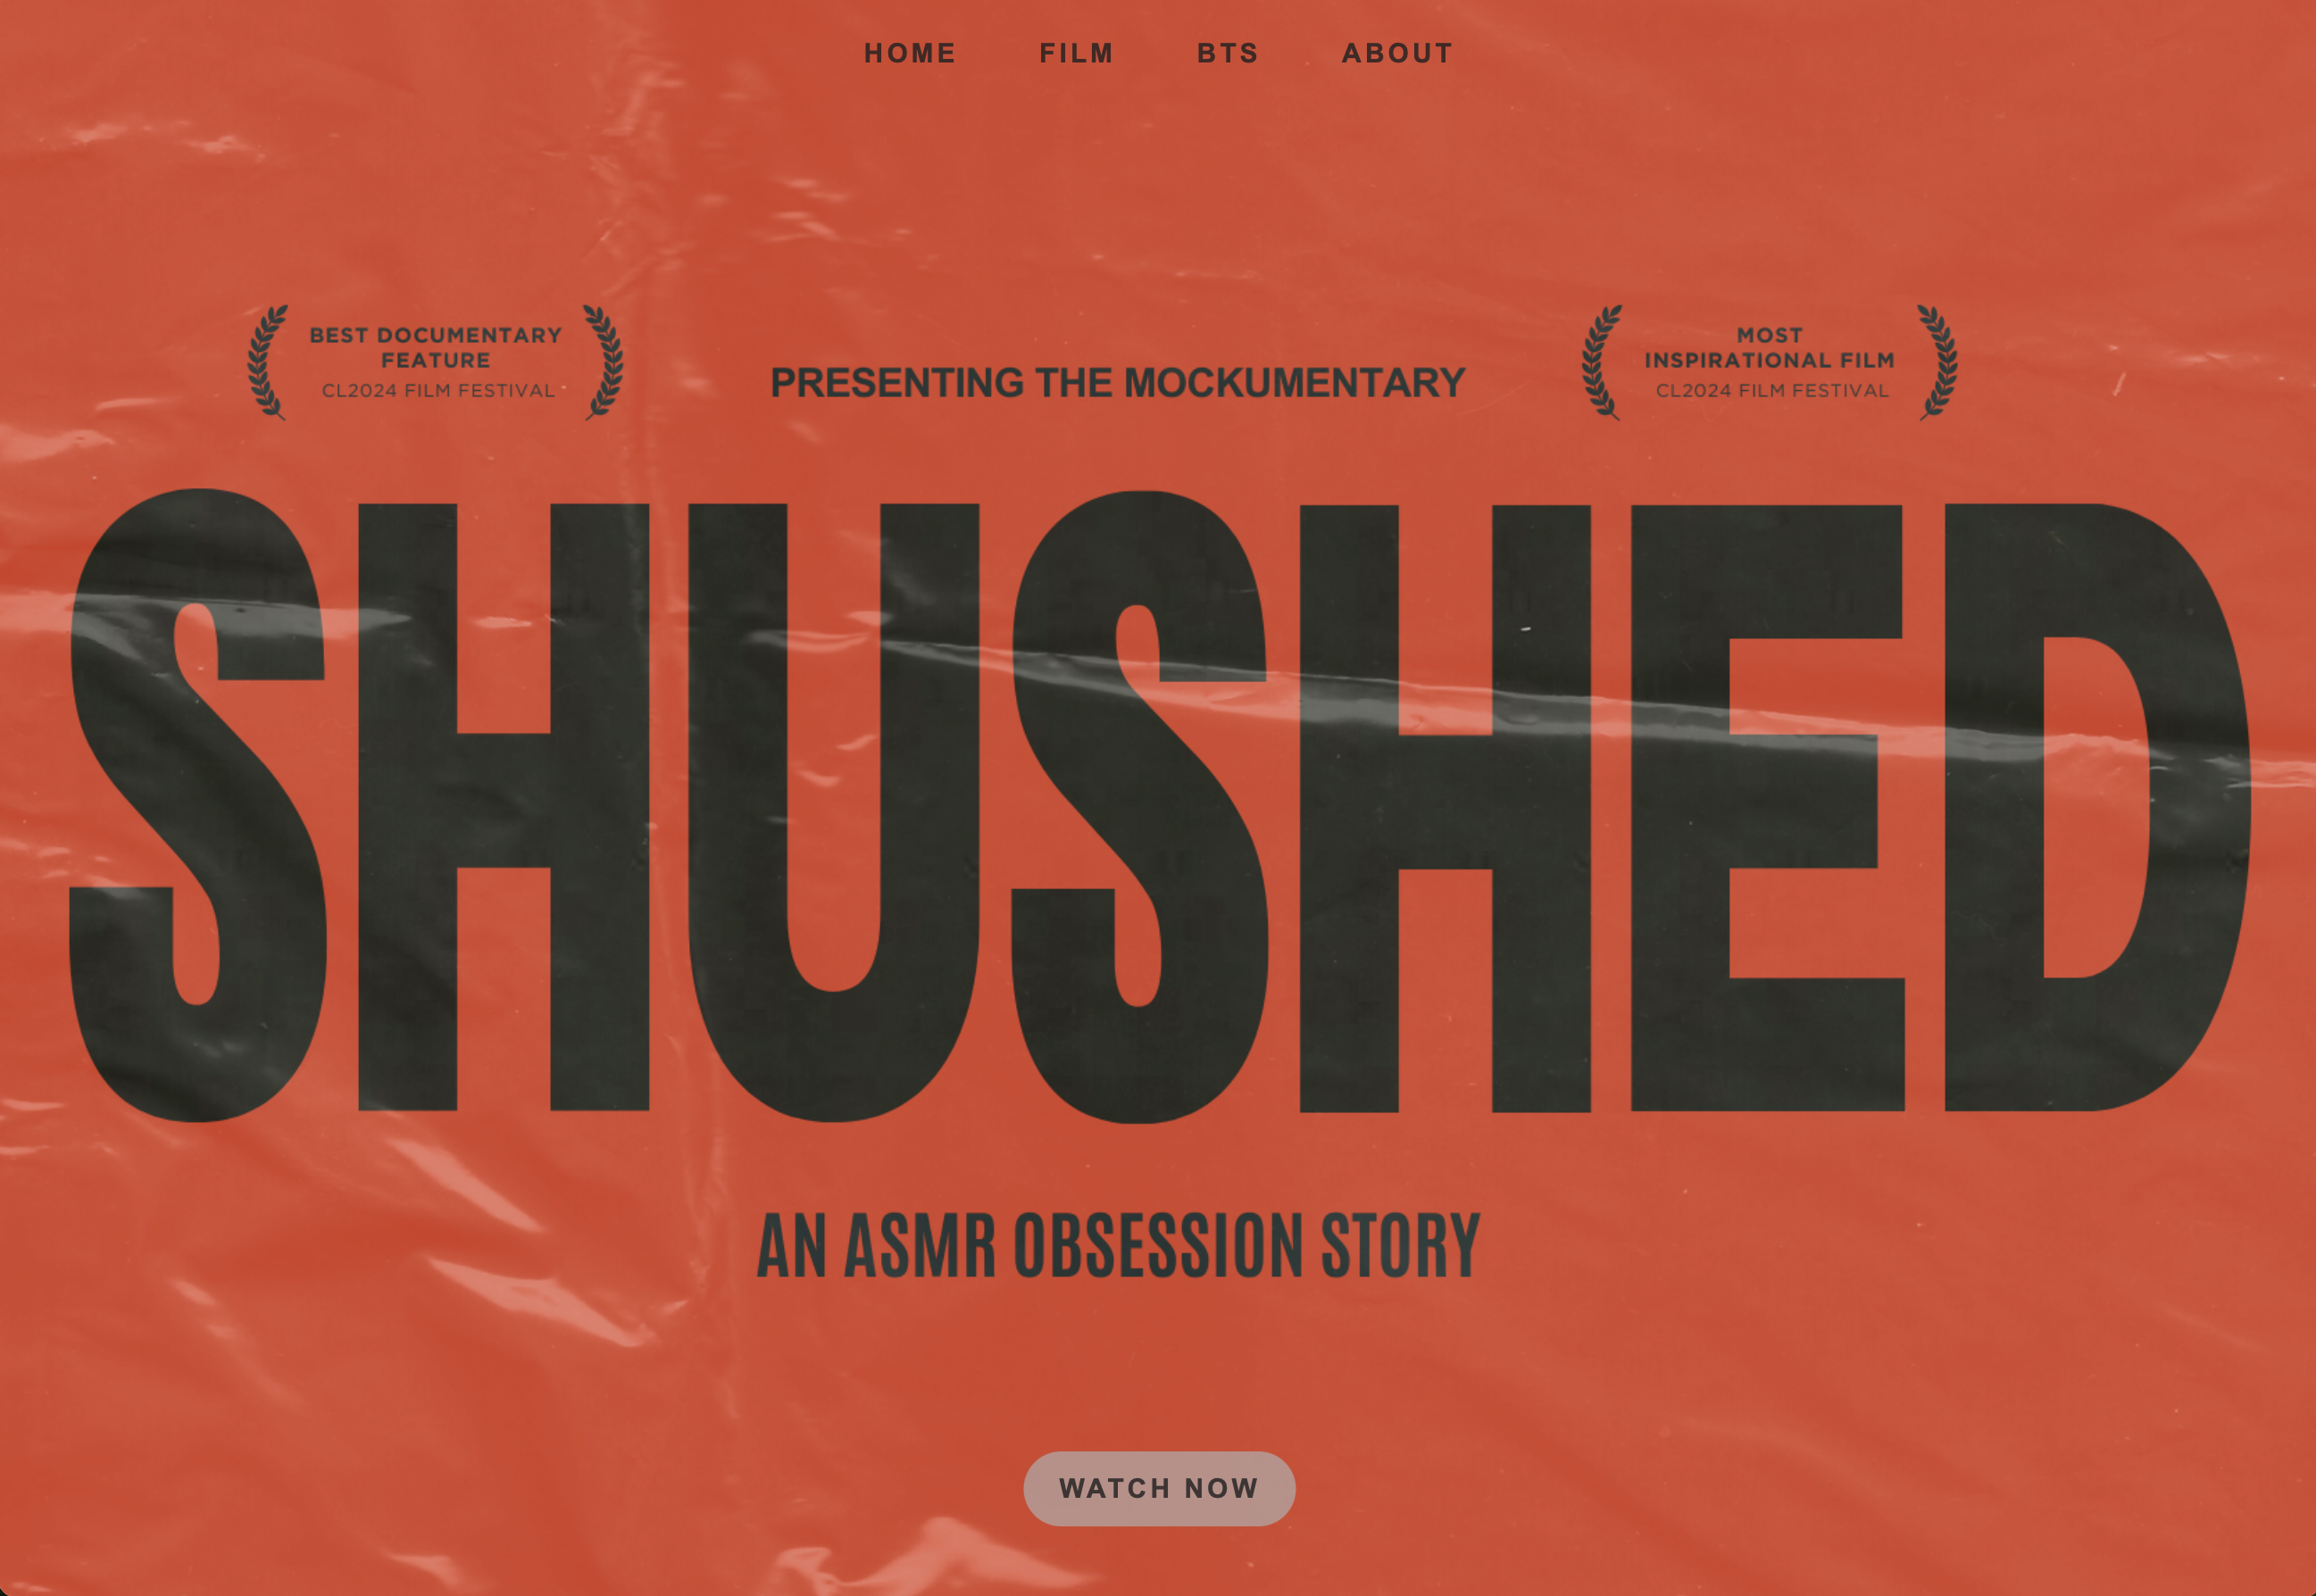 HOME FILM BTS ABOUT
BEST DOCUMENTARY
FEATURE
CL2024 FILM FESTIVAL
PRESENTING THE MOCKUMENTARY
MOST
INSPIRATIONAL FILM
CL2024 FILM FESTIVAL
SHUSHED
AN ASMR OBSESSION STORY
WATCH NOW